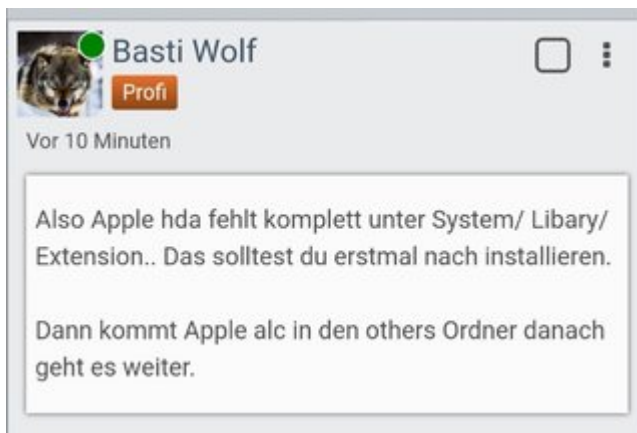 Basti Wolf
Profi
Vor 10 Minuten
Also Apple hda fehlt komplett unter System/ Libary/
Extension.. Das solltest du erstmal nach installieren.
Dann kommt Apple alc in den others Ordner danach
geht es weiter.